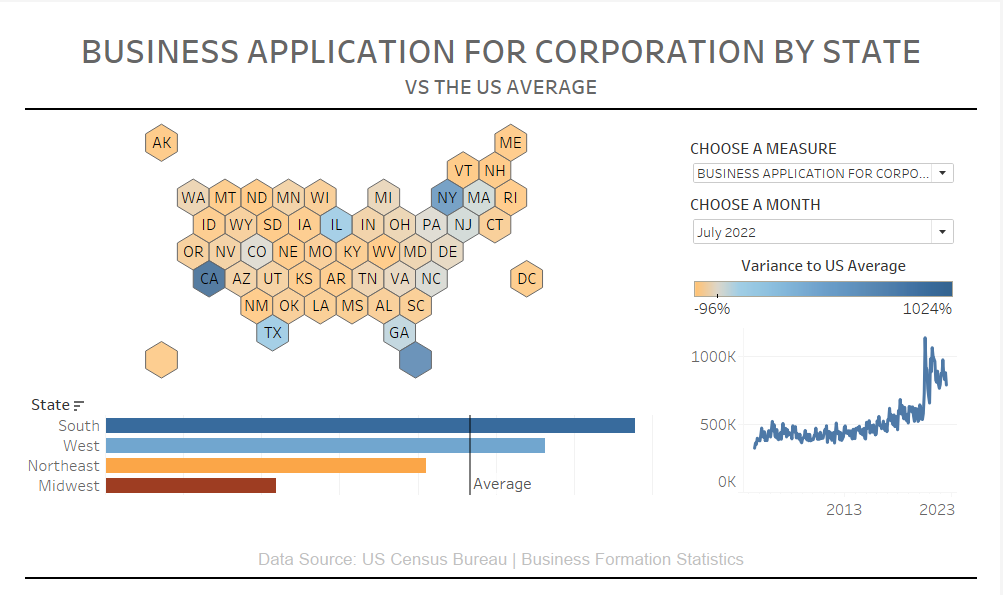 BUSINESS APPLICATION FOR CORPORATION BY STATE
VS THE US AVERAGE
AK
ME
VT NH
WA MT ND MN WI MI NY MA RI
ID WY SD IA IL IN OH PA NJ CT
OR NV CO NE MO KY WV MD DE
CA AZ UT KS AR TN VA NC DC
NM OK LA MS AL SC
TX GA
CHOOSE A MEASURE
BUSINESS APPLICATION FOR CORPO...
CHOOSE A MONTH
July 2022
Variance to US Average
-96% 1024%
1000K
500K
0K
2013 2023
State
South
West
Northeast
Midwest
Average
Data Source: US Census Bureau | Business Formation Statistics